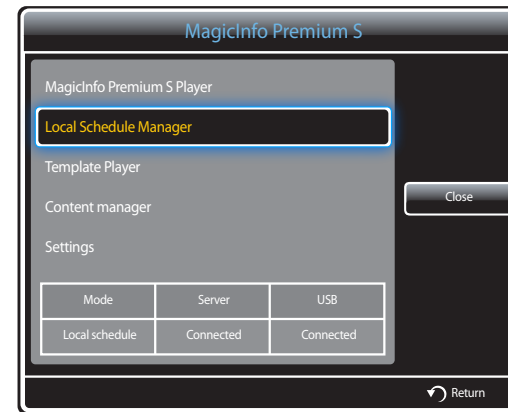 MagicInfo Premium S
MagicInfo Premium S Player
Local Schedule Manager
Template Player
Content manager
Settings
Close
Mode Server USB
Local schedule Connected Connected
Return